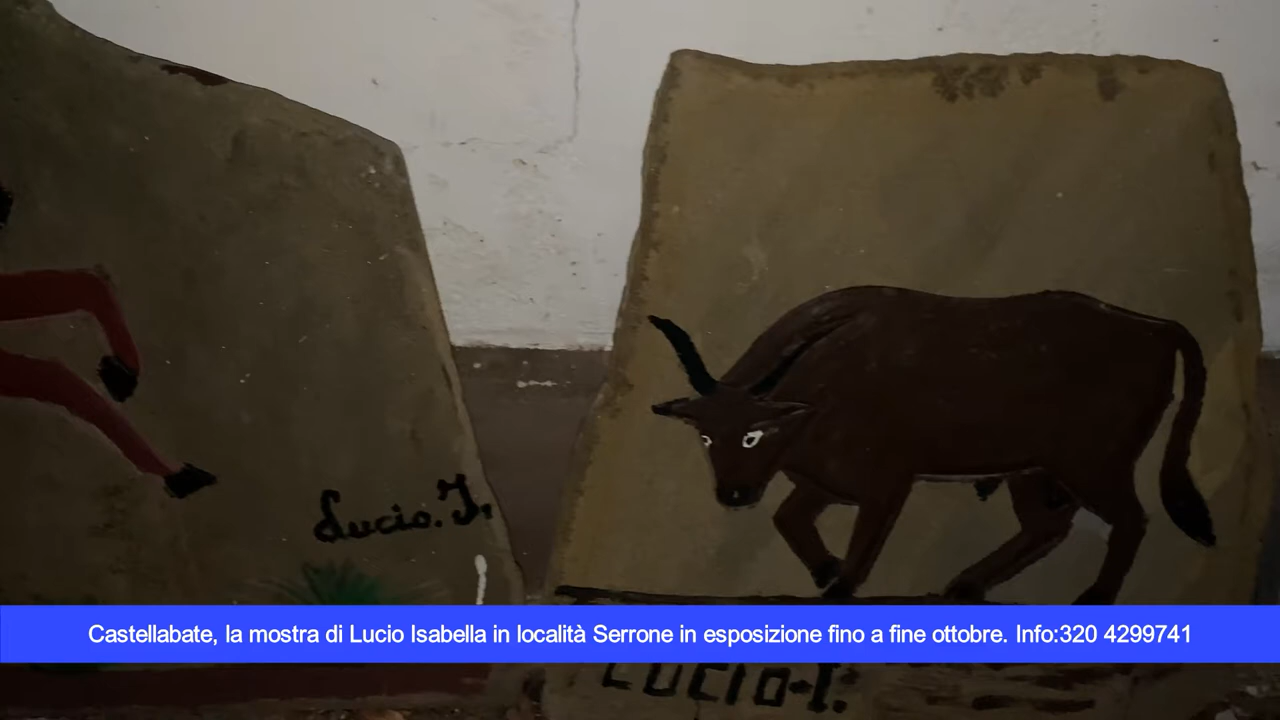 Lucio. I.
Castellabate, la mostra di Lucio Isabella in località Serrone in esposizione fino a fine ottobre. Info:320 4299741
LUCIO-I.